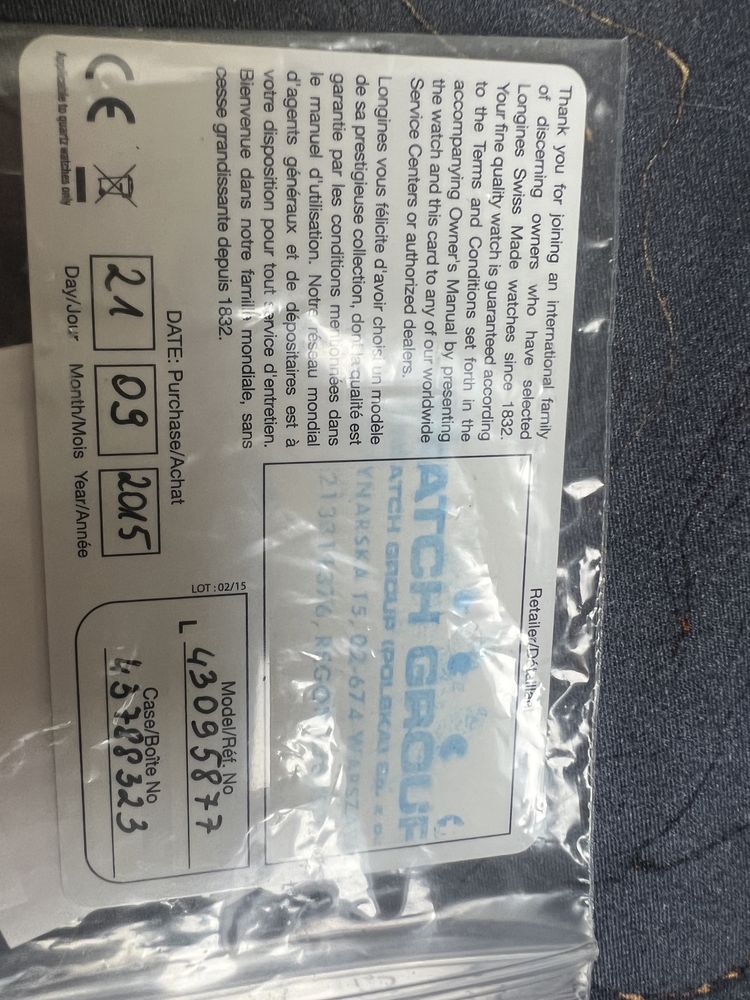 Thank you for joining an international family
of discerning owners who have selected
Longines Swiss Made watches since 1832.
Your fine quality watch is guaranteed according
to the Terms and Conditions set forth in the
accompanying Owner's Manual by presenting
the watch and this card to any of our worldwide
Service Centers or authorized dealers.
Longines vous félicite d'avoir choisi un modèle
de sa prestigieuse collection, dont la qualité est
garantie par les conditions mentionnées dans
le manuel d'utilisation. Notre réseau mondial
d'agents généraux et de dépositaires est à
votre disposition pour tout service d'entretien.
Bienvenue dans notre famille mondiale, sans
cesse grandissante depuis 1832.
CE
Applicable to quartz watches only
DATE: Purchase/Achat
21 09 2015
Day/Jour Month/Mois Year/Année
Retailer/Détaillant
ATCH GROUP
ATCH GROUP (POLSKA) SP. Z O.
YNARSKA 15, 02-674 WARSZ
LOT : 02/15
Model/Réf. No
L 43095877
Case/Boîte No
43788323